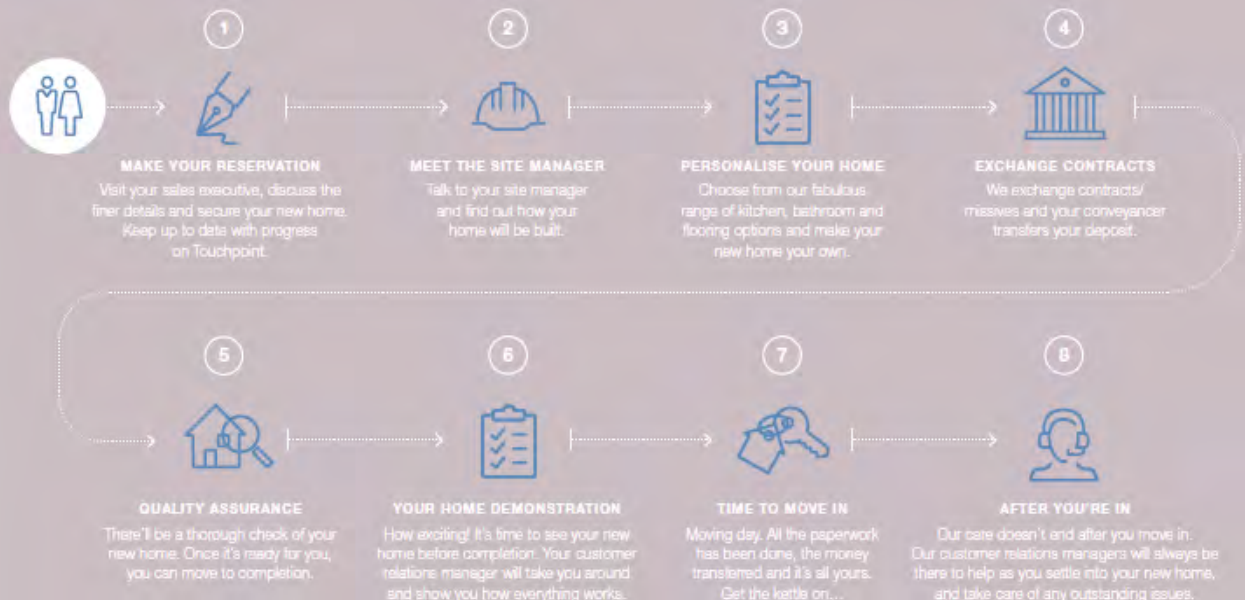 1
MAKE YOUR RESERVATION
Visit your sales executive, discuss the
finer details and secure your new home.
Keep up to date with progress
on Touchpoint.
2
MEET THE SITE MANAGER
Talk to your site manager
and find out how your
home will be built.
3
PERSONALISE YOUR HOME
Choose from our fabulous
range of kitchen, bathroom and
flooring options and make your
new home your own.
4
EXCHANGE CONTRACTS
We exchange contracts/
missives and your conveyancer
transfers your deposit.
5
QUALITY ASSURANCE
There'll be a thorough check of your
new home. Once it's ready for you,
you can move to completion.
6
YOUR HOME DEMONSTRATION
How exciting! It's time to see your new
home before completion. Your customer
relations manager will take you around
and show you how everything works.
7
TIME TO MOVE IN
Moving day. All the paperwork
has been done, the money
transferred and it's all yours.
Get the kettle on...
8
AFTER YOU'RE IN
Our care doesn't end after you move in.
Our customer relations managers will always be
there to help as you settle into your new home,
and take care of any outstanding issues.